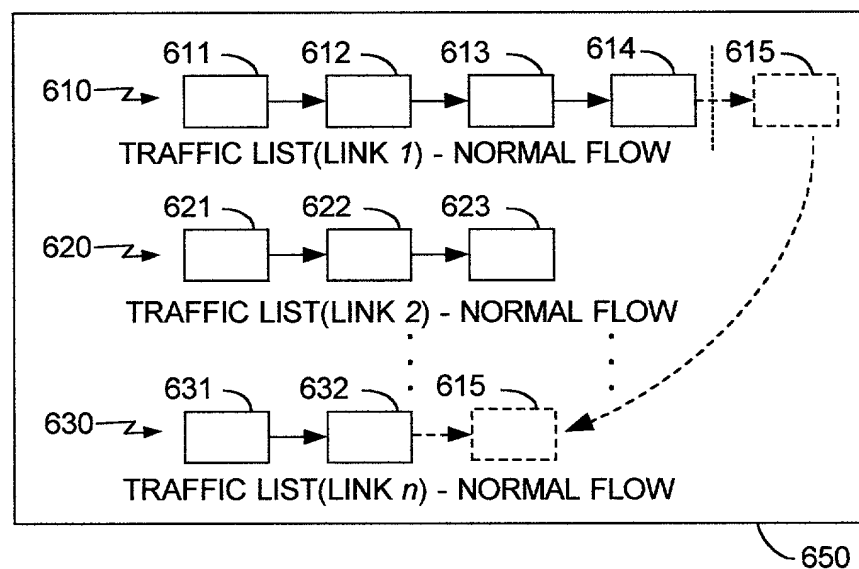 611 612 613 614 615
610
TRAFFIC LIST(LINK 1) - NORMAL FLOW
621 622 623
620
TRAFFIC LIST(LINK 2) - NORMAL FLOW
631 632 615
630
TRAFFIC LIST(LINK n) - NORMAL FLOW
650